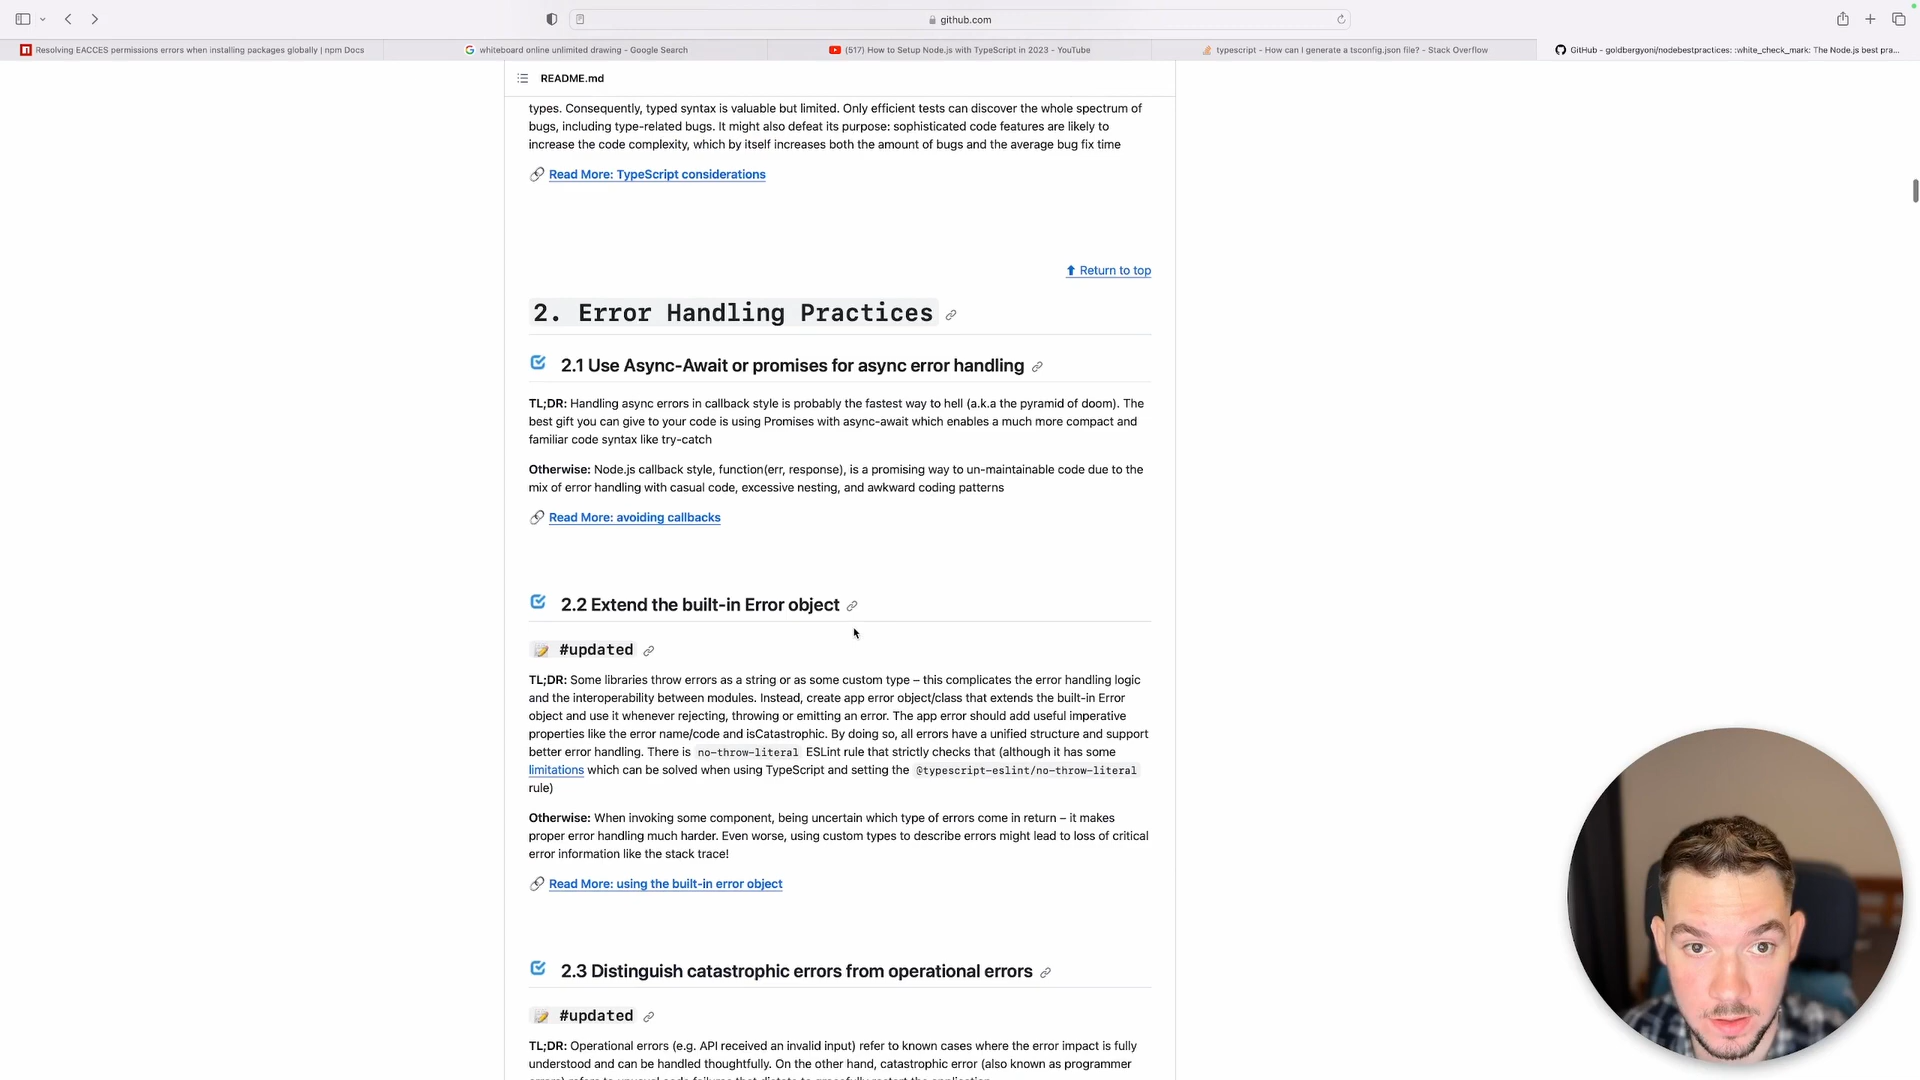 github.com
Resolving EACCES permissions errors when installing packages globally | npm Docs
whiteboard online unlimited drawing - Google Search
(517) How to Setup Node.js with TypeScript in 2023 - YouTube
typescript - How can I generate a tsconfig.json file? - Stack Overflow
GitHub - goldbergyoni/nodebestpractices: :white_check_mark: The Node.js best pra...
README.md
types. Consequently, typed syntax is valuable but limited. Only efficient tests can discover the whole spectrum of
bugs, including type-related bugs. It might also defeat its purpose: sophisticated code features are likely to
increase the code complexity, which by itself increases both the amount of bugs and the average bug fix time
Read More: TypeScript considerations
Return to top
2. Error Handling Practices
2.1 Use Async-Await or promises for async error handling
TL;DR: Handling async errors in callback style is probably the fastest way to hell (a.k.a the pyramid of doom). The
best gift you can give to your code is using Promises with async-await which enables a much more compact and
familiar code syntax like try-catch
Otherwise: Node.js callback style, function(err, response), is a promising way to un-maintainable code due to the
mix of error handling with casual code, excessive nesting, and awkward coding patterns
Read More: avoiding callbacks
2.2 Extend the built-in Error object
#updated
TL;DR: Some libraries throw errors as a string or as some custom type – this complicates the error handling logic
and the interoperability between modules. Instead, create app error object/class that extends the built-in Error
object and use it whenever rejecting, throwing or emitting an error. The app error should add useful imperative
properties like the error name/code and isCatastrophic. By doing so, all errors have a unified structure and support
better error handling. There is no-throw-literal ESLint rule that strictly checks that (although it has some
limitations which can be solved when using TypeScript and setting the @typescript-eslint/no-throw-literal
rule)
Otherwise: When invoking some component, being uncertain which type of errors come in return – it makes
proper error handling much harder. Even worse, using custom types to describe errors might lead to loss of critical
error information like the stack trace!
Read More: using the built-in error object
2.3 Distinguish catastrophic errors from operational errors
#updated
TL;DR: Operational errors (e.g. API received an invalid input) refer to known cases where the error impact is fully
understood and can be handled thoughtfully. On the other hand, catastrophic error (also known as programmer